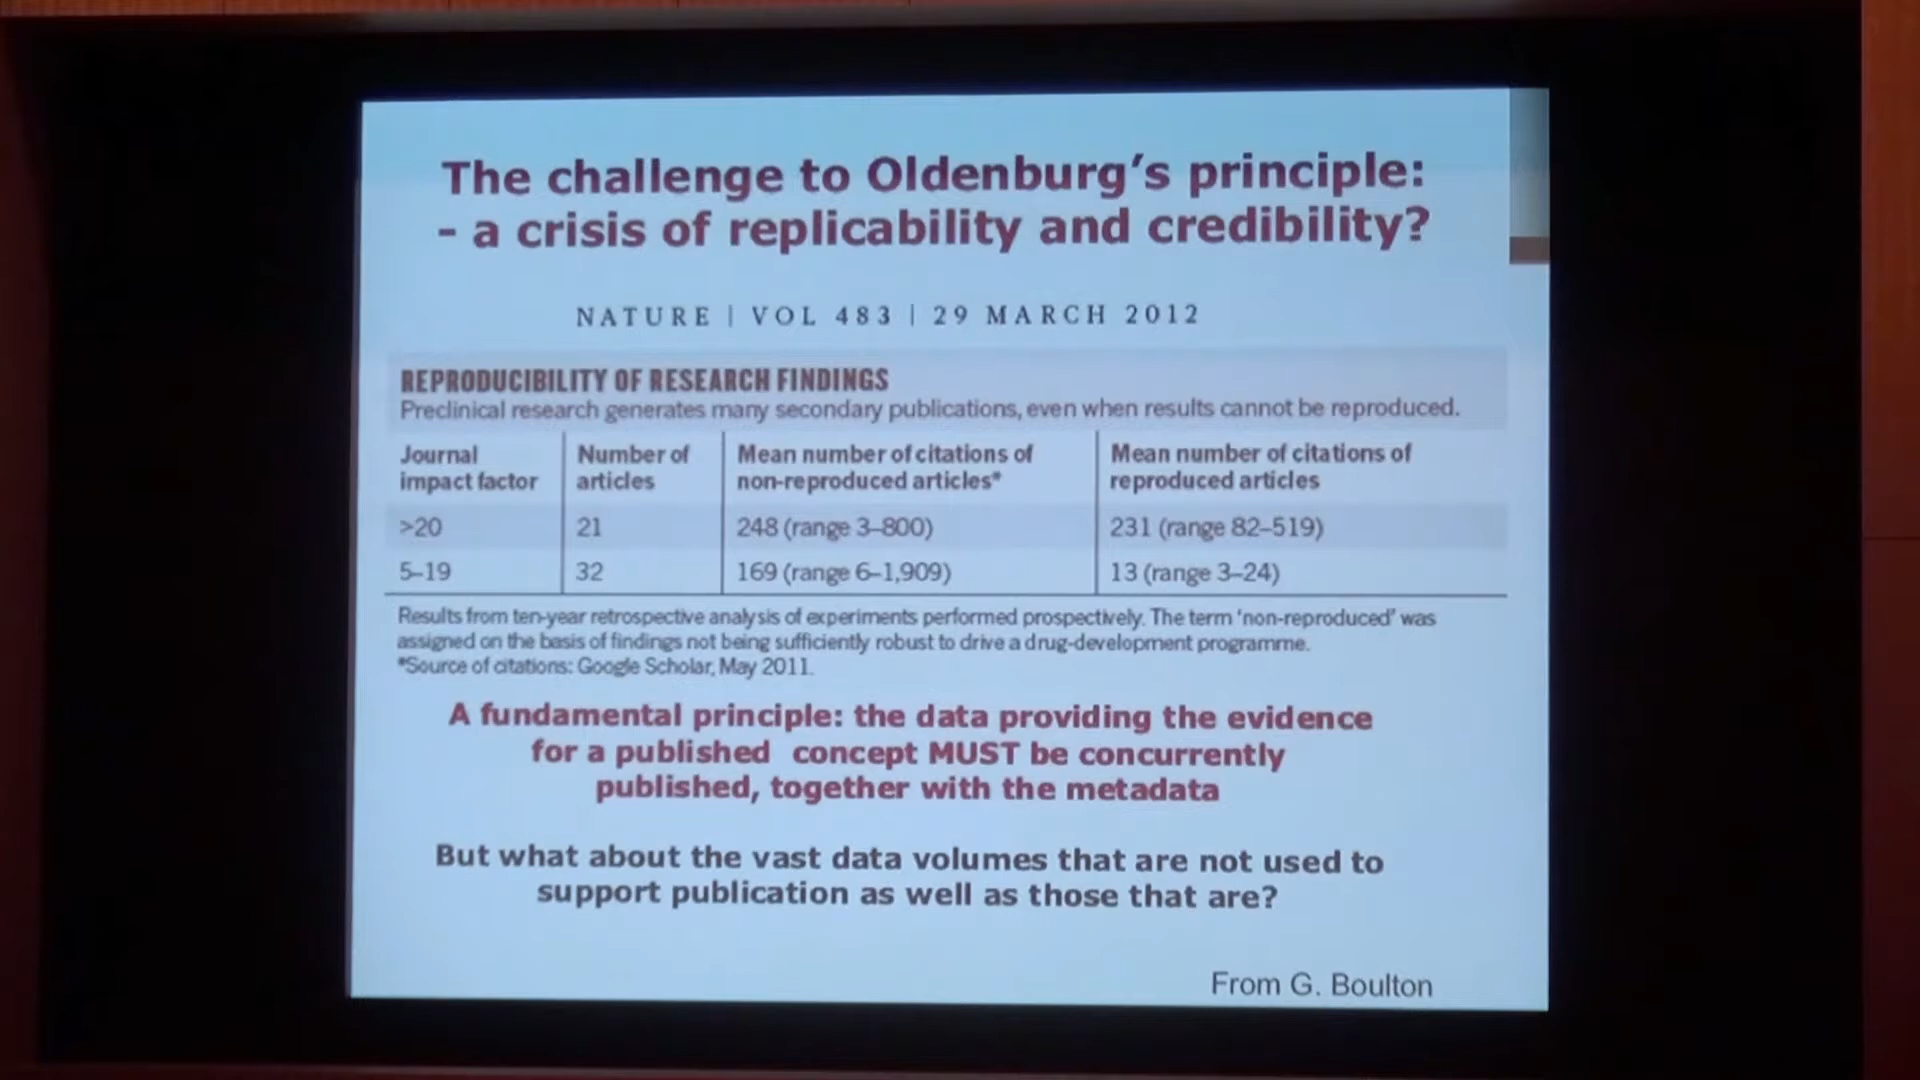 The challenge to Oldenburg's principle:
- a crisis of replicability and credibility?
NATURE | VOL 483 | 29 MARCH 2012
REPRODUCIBILITY OF RESEARCH FINDINGS
Preclinical research generates many secondary publications, even when results cannot be reproduced.
Journal impact factor
Number of articles
Mean number of citations of non-reproduced articles*
Mean number of citations of reproduced articles
>20 21 248 (range 3–800) 231 (range 82–519)
5–19 32 169 (range 6–1,909) 13 (range 3–24)
Results from ten-year retrospective analysis of experiments performed prospectively. The term 'non-reproduced' was
assigned on the basis of findings not being sufficiently robust to drive a drug-development programme.
*Source of citations: Google Scholar, May 2011.
A fundamental principle: the data providing the evidence
for a published concept MUST be concurrently
published, together with the metadata
But what about the vast data volumes that are not used to
support publication as well as those that are?
From G. Boulton